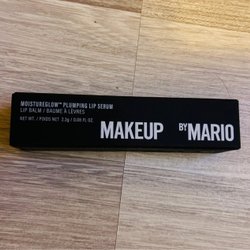 MOISTUREGLOW™ PLUMPING LIP SERUM
LIP BALM / BAUME À LÈVRES
NET WT. / POIDS NET 2.2g / 0.08 FL OZ.
MAKEUP BY MARIO